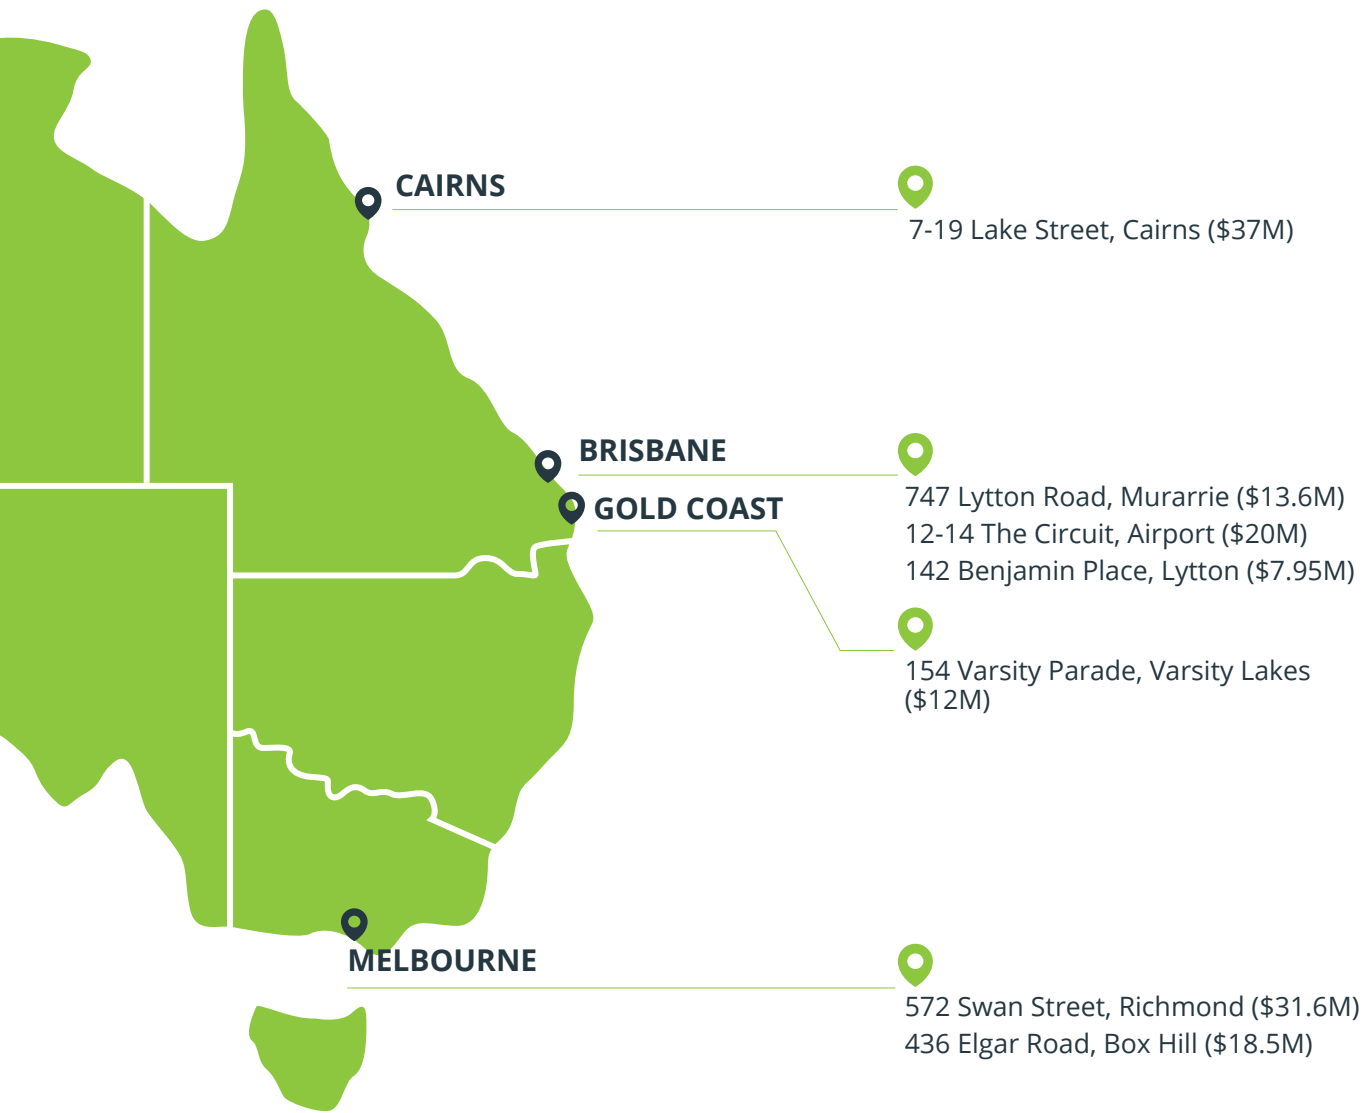 CAIRNS
7-19 Lake Street, Cairns ($37M)
BRISBANE
747 Lytton Road, Murarrie ($13.6M)
12-14 The Circuit, Airport ($20M)
142 Benjamin Place, Lytton ($7.95M)
GOLD COAST
154 Varsity Parade, Varsity Lakes
($12M)
MELBOURNE
572 Swan Street, Richmond ($31.6M)
436 Elgar Road, Box Hill ($18.5M)